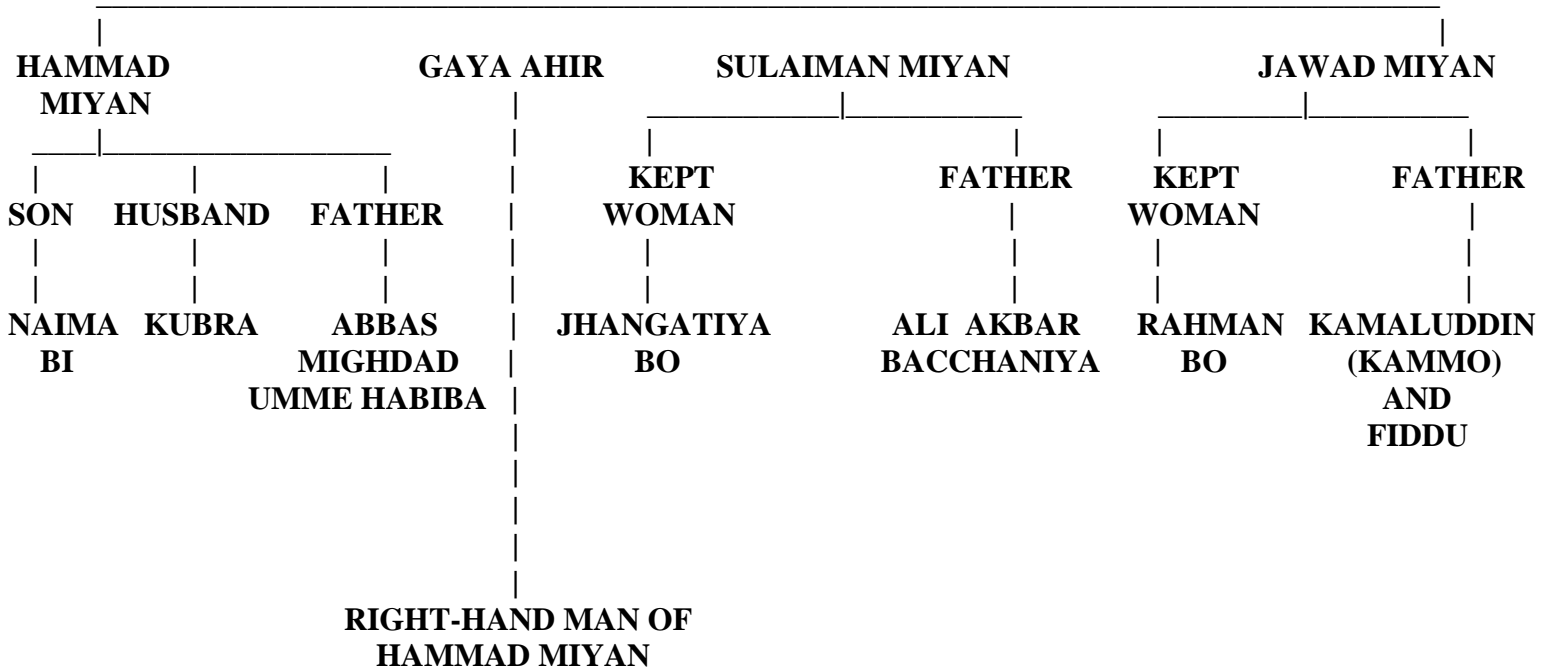 HAMMAD GAYA AHIR SULAIMAN MIYAN JAWAD MIYAN
MIYAN
KEPT FATHER KEPT FATHER
SON HUSBAND FATHER WOMAN WOMAN
NAIMA KUBRA ABBAS JHANGATIYA ALI AKBAR RAHMAN KAMALUDDIN
BI MIGHDAD BO BACCHANIYA BO (KAMMO)
UMME HABIBA AND
FIDDU
RIGHT-HAND MAN OF
HAMMAD MIYAN